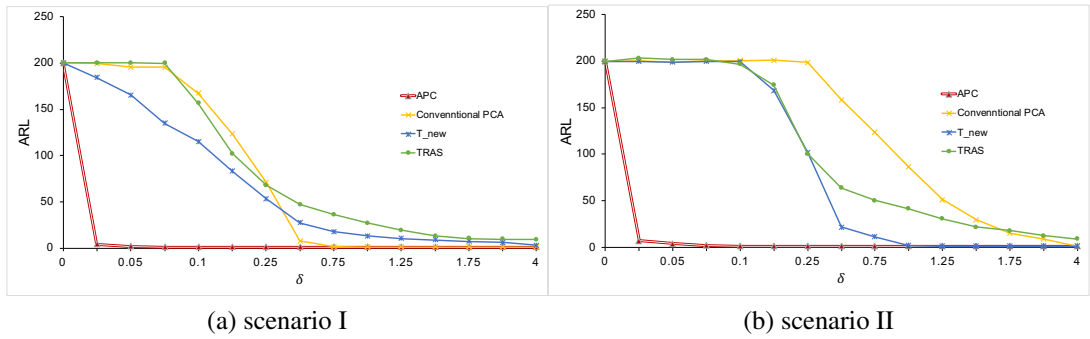 250
200
150
100
50
0
ARL
0 0.05 0.1 0.25 0.75 1.25 1.75 4
δ
APC
Convenntional PCA
T_new
TRAS
(a) scenario I
250
200
150
100
50
0
ARL
0 0.05 0.1 0.25 0.75 1.25 1.75 4
δ
APC
Convenntional PCA
T_new
TRAS
(b) scenario II